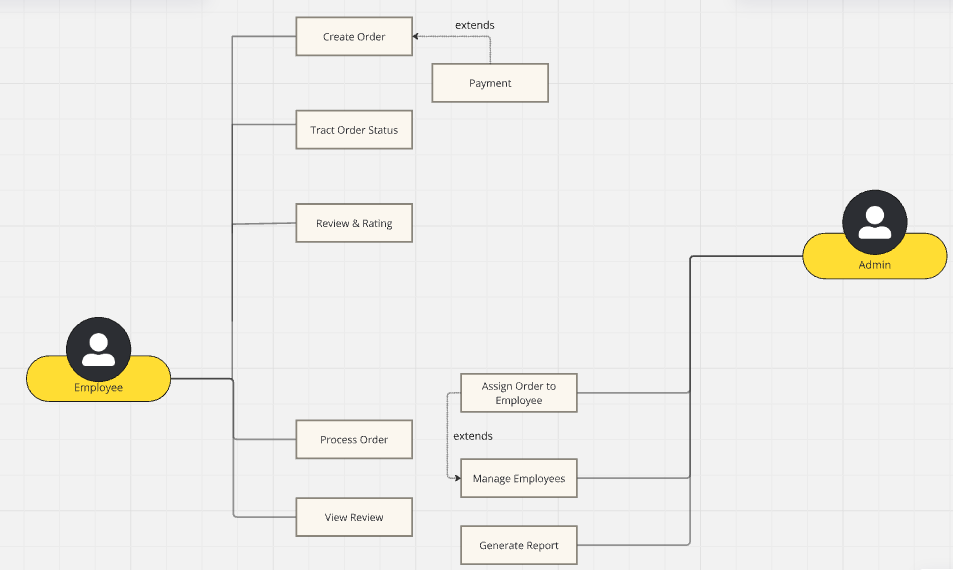 extends
Create Order
Payment
Tract Order Status
Review & Rating
Admin
Employee
Assign Order to
Employee
extends
Process Order
Manage Employees
View Review
Generate Report